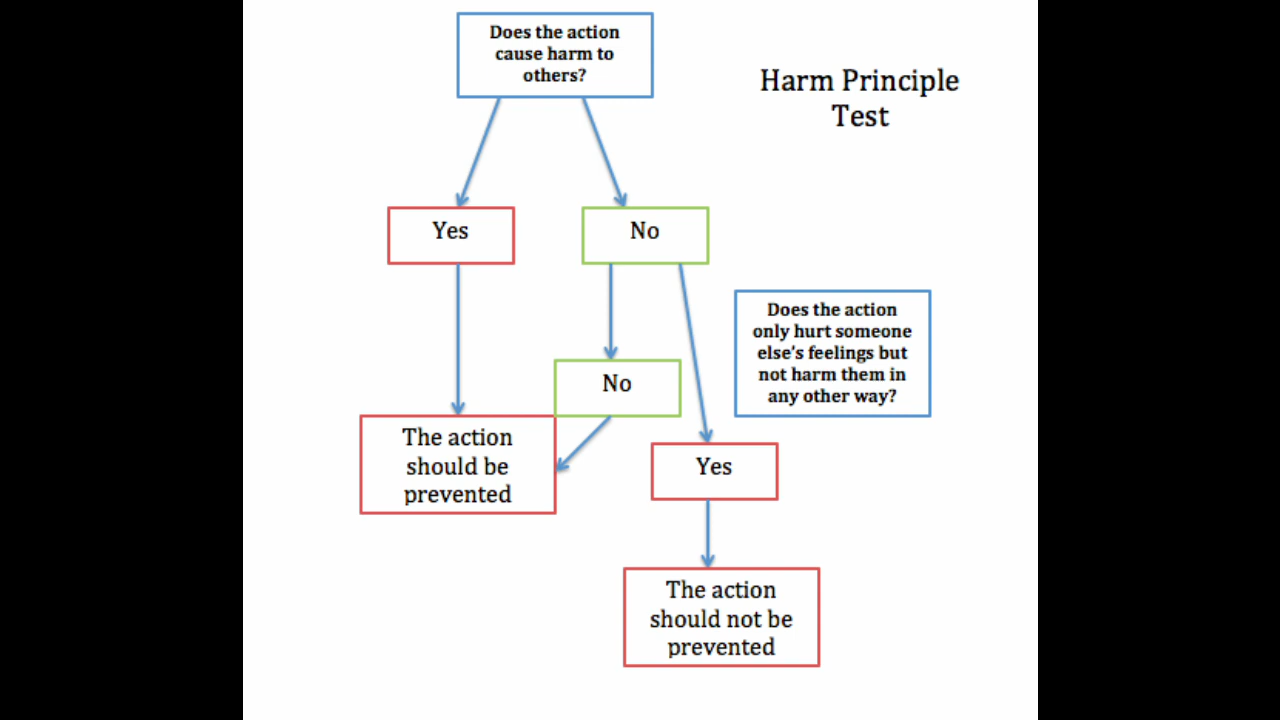 Does the action
cause harm to
others?
Harm Principle
Test
Yes
No
Does the action
only hurt someone
else's feelings but
not harm them in
any other way?
No
The action
should be
prevented
Yes
The action
should not be
prevented